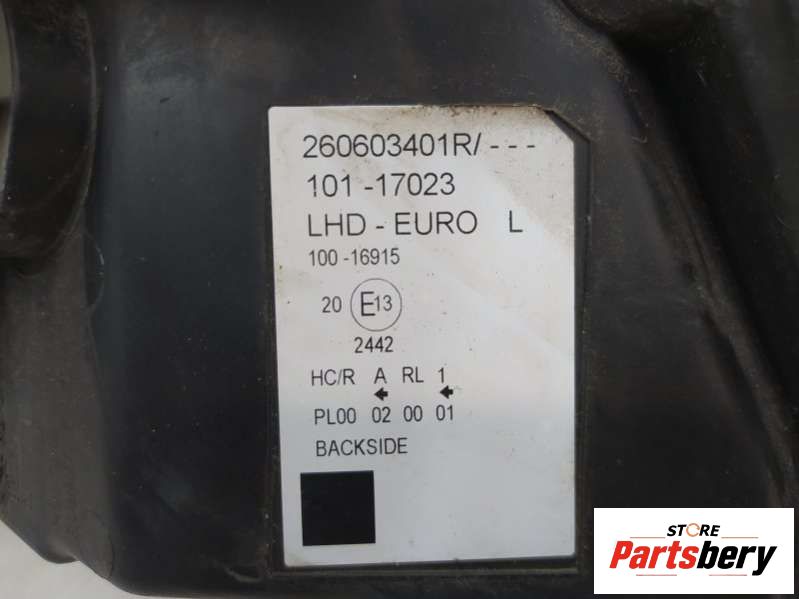 260603401R/ - - -
101 -17023
LHD - EURO L
100 -16915
20 E13
2442
HC/R A RL 1
PL00 02 00 01
BACKSIDE
STORE
Partsbery